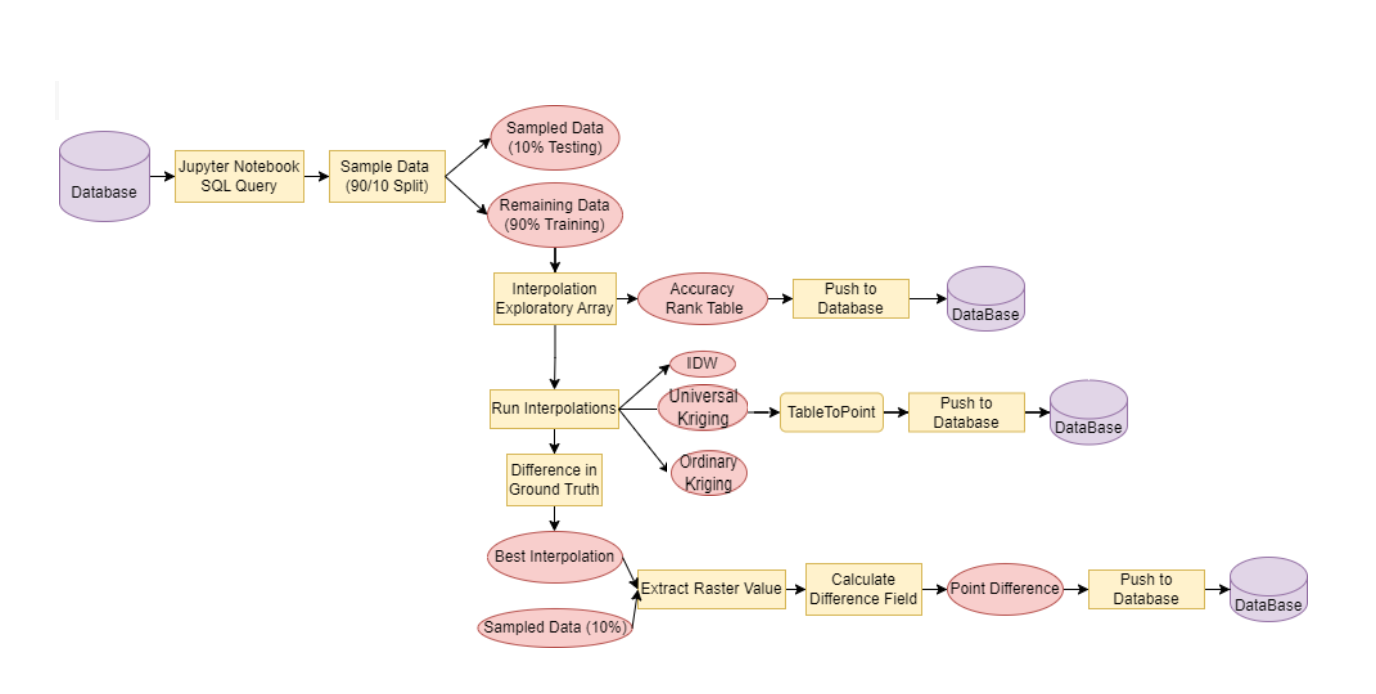 Sampled Data
(10% Testing)
Database
Jupyter Notebook
SQL Query
Sample Data
(90/10 Split)
Remaining Data
(90% Training)
Interpolation
Exploratory Array
Accuracy
Rank Table
Push to
Database
DataBase
IDW
Run Interpolations
Universal
Kriging
TableToPoint
Push to
Database
DataBase
Ordinary
Kriging
Difference in
Ground Truth
Best Interpolation
Sampled Data (10%)
Extract Raster Value
Calculate
Difference Field
Point Difference
Push to
Database
DataBase